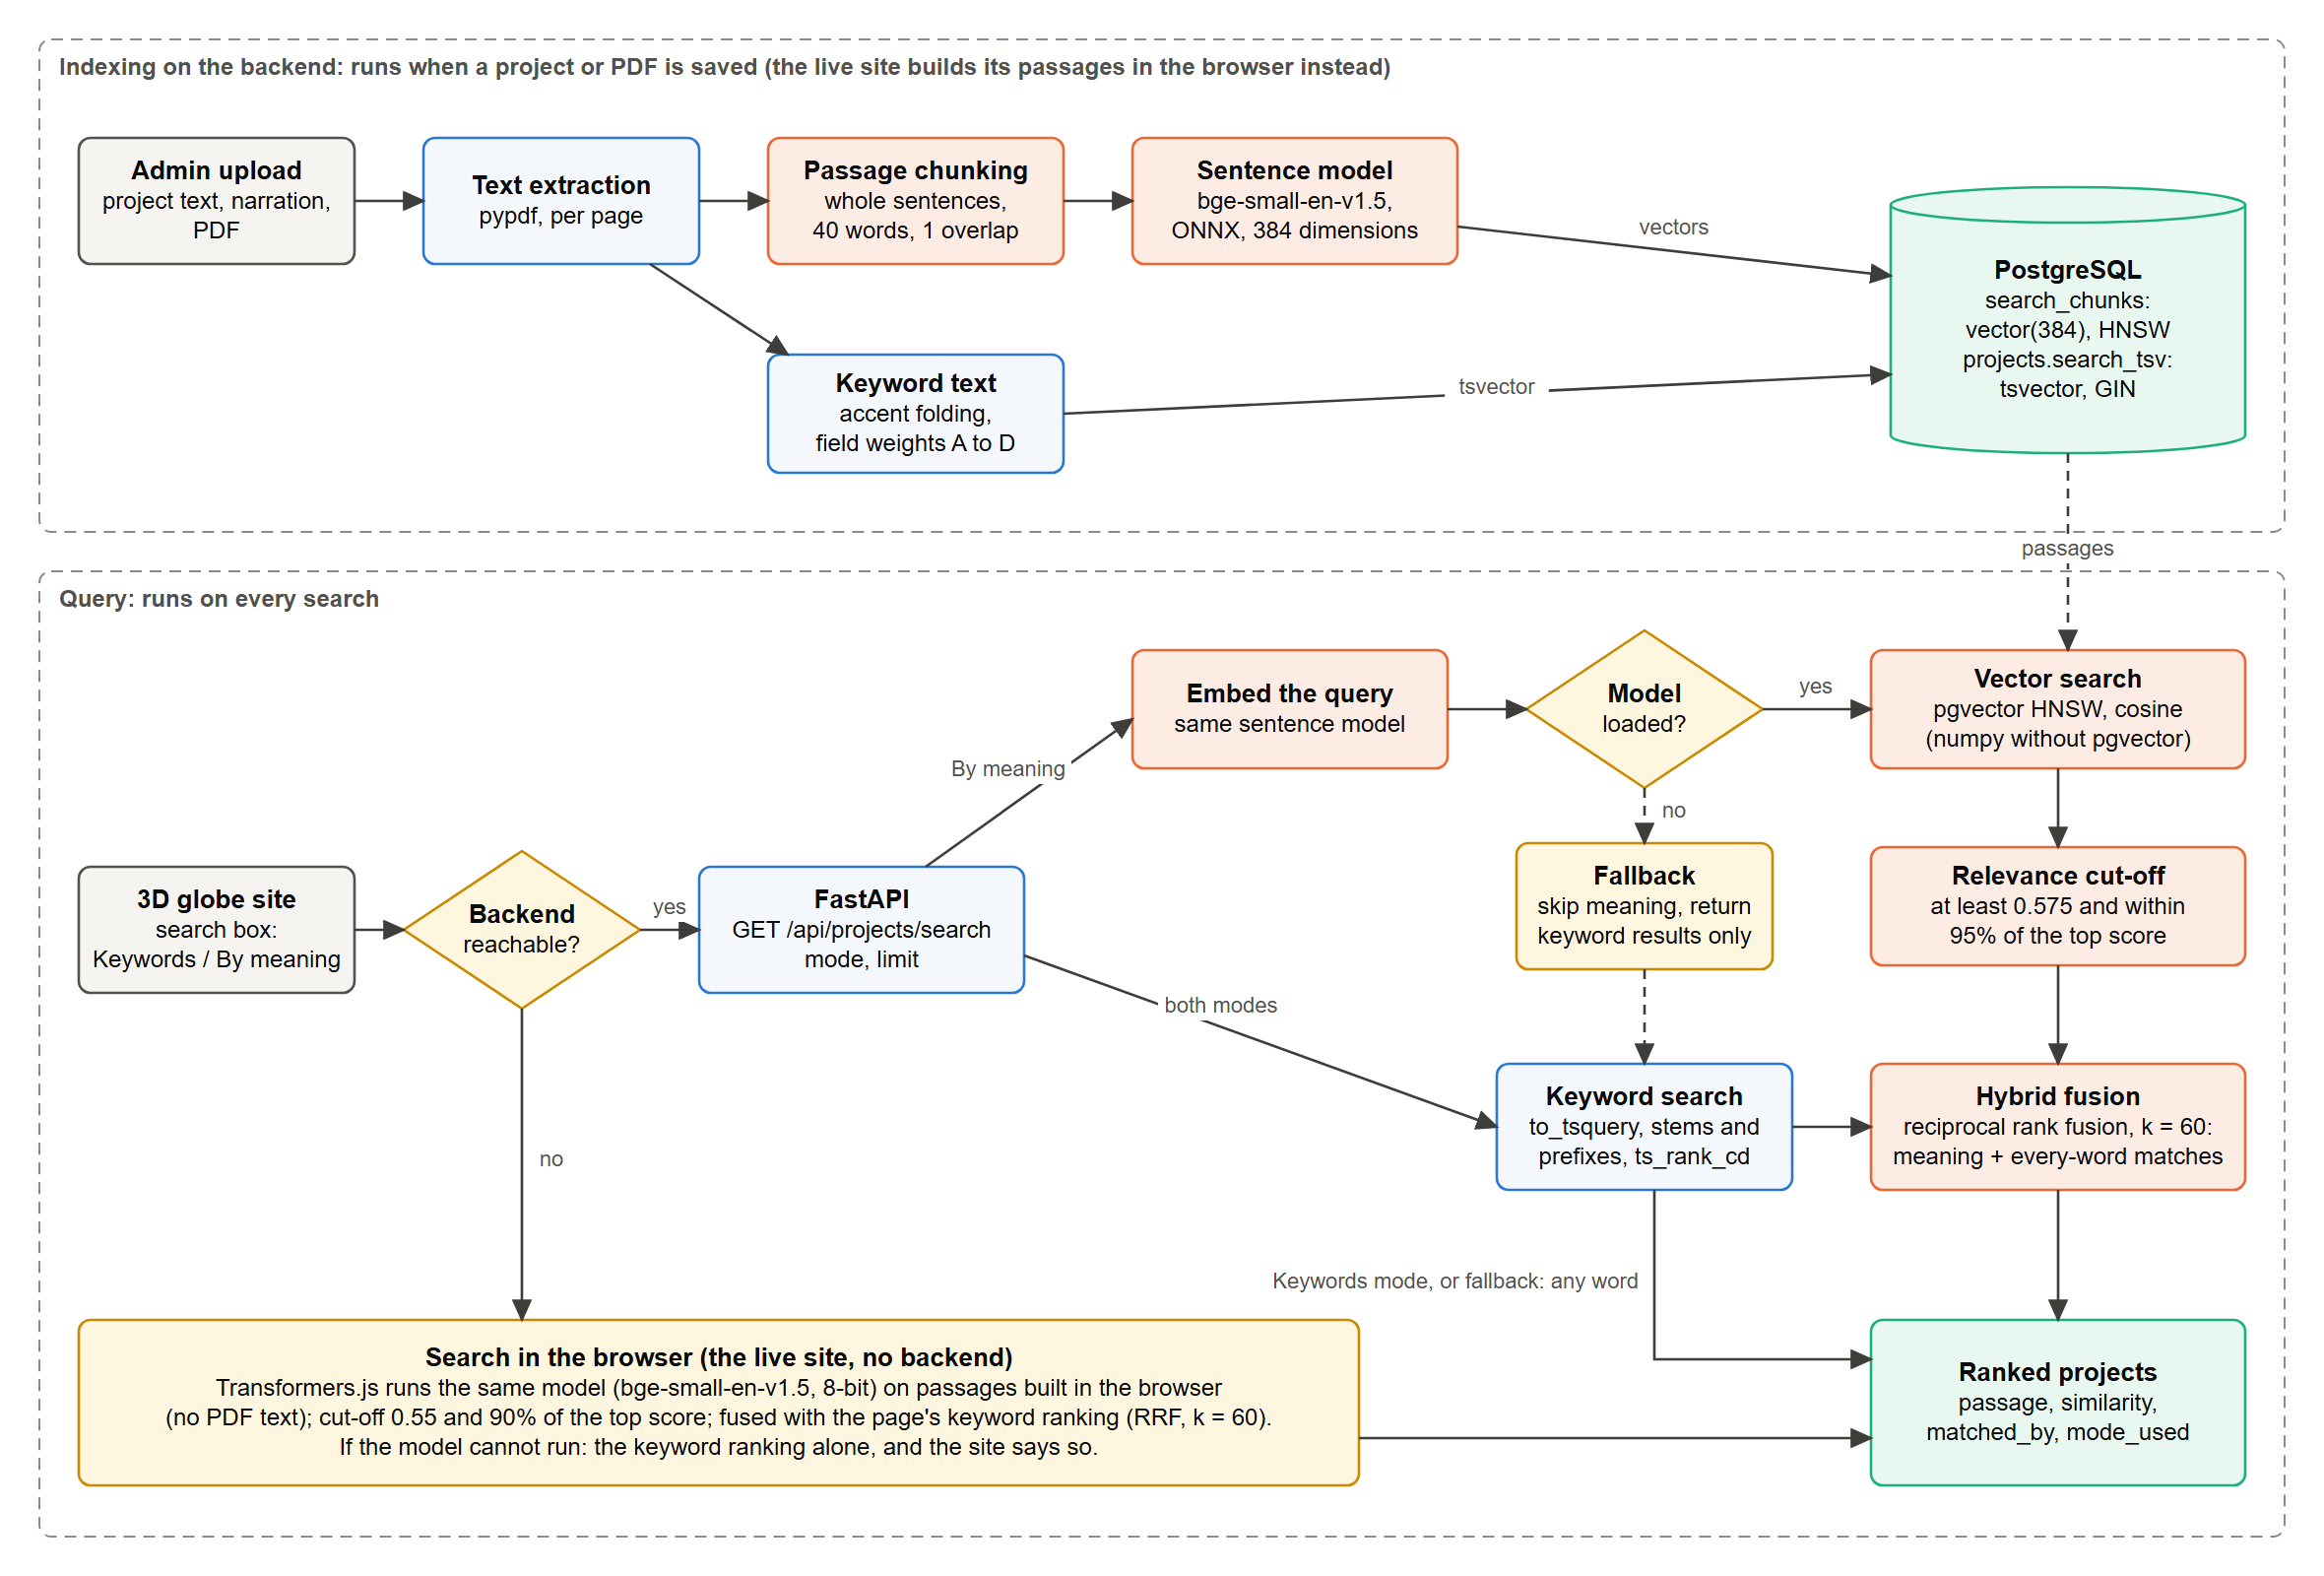 Indexing on the backend: runs when a project or PDF is saved (the live site builds its passages in the browser instead)
Admin upload
project text, narration,
PDF
Text extraction
pypdf, per page
Passage chunking
whole sentences,
40 words, 1 overlap
Sentence model
bge-small-en-v1.5,
ONNX, 384 dimensions
vectors
PostgreSQL
search_chunks:
vector(384), HNSW
projects.search_tsv:
tsvector, GIN
Keyword text
accent folding,
field weights A to D
tsvector
passages
Query: runs on every search
Embed the query
same sentence model
Model
loaded?
yes
Vector search
pgvector HNSW, cosine
(numpy without pgvector)
By meaning
no
3D globe site
search box:
Keywords / By meaning
Backend
reachable?
yes
FastAPI
GET /api/projects/search
mode, limit
Fallback
skip meaning, return
keyword results only
Relevance cut-off
at least 0.575 and within
95% of the top score
both modes
Keyword search
to_tsquery, stems and
prefixes, ts_rank_cd
Hybrid fusion
reciprocal rank fusion, k = 60:
meaning + every-word matches
no
Keywords mode, or fallback: any word
Search in the browser (the live site, no backend)
Transformers.js runs the same model (bge-small-en-v1.5, 8-bit) on passages built in the browser
(no PDF text); cut-off 0.55 and 90% of the top score; fused with the page's keyword ranking (RRF, k = 60).
If the model cannot run: the keyword ranking alone, and the site says so.
Ranked projects
passage, similarity,
matched_by, mode_used